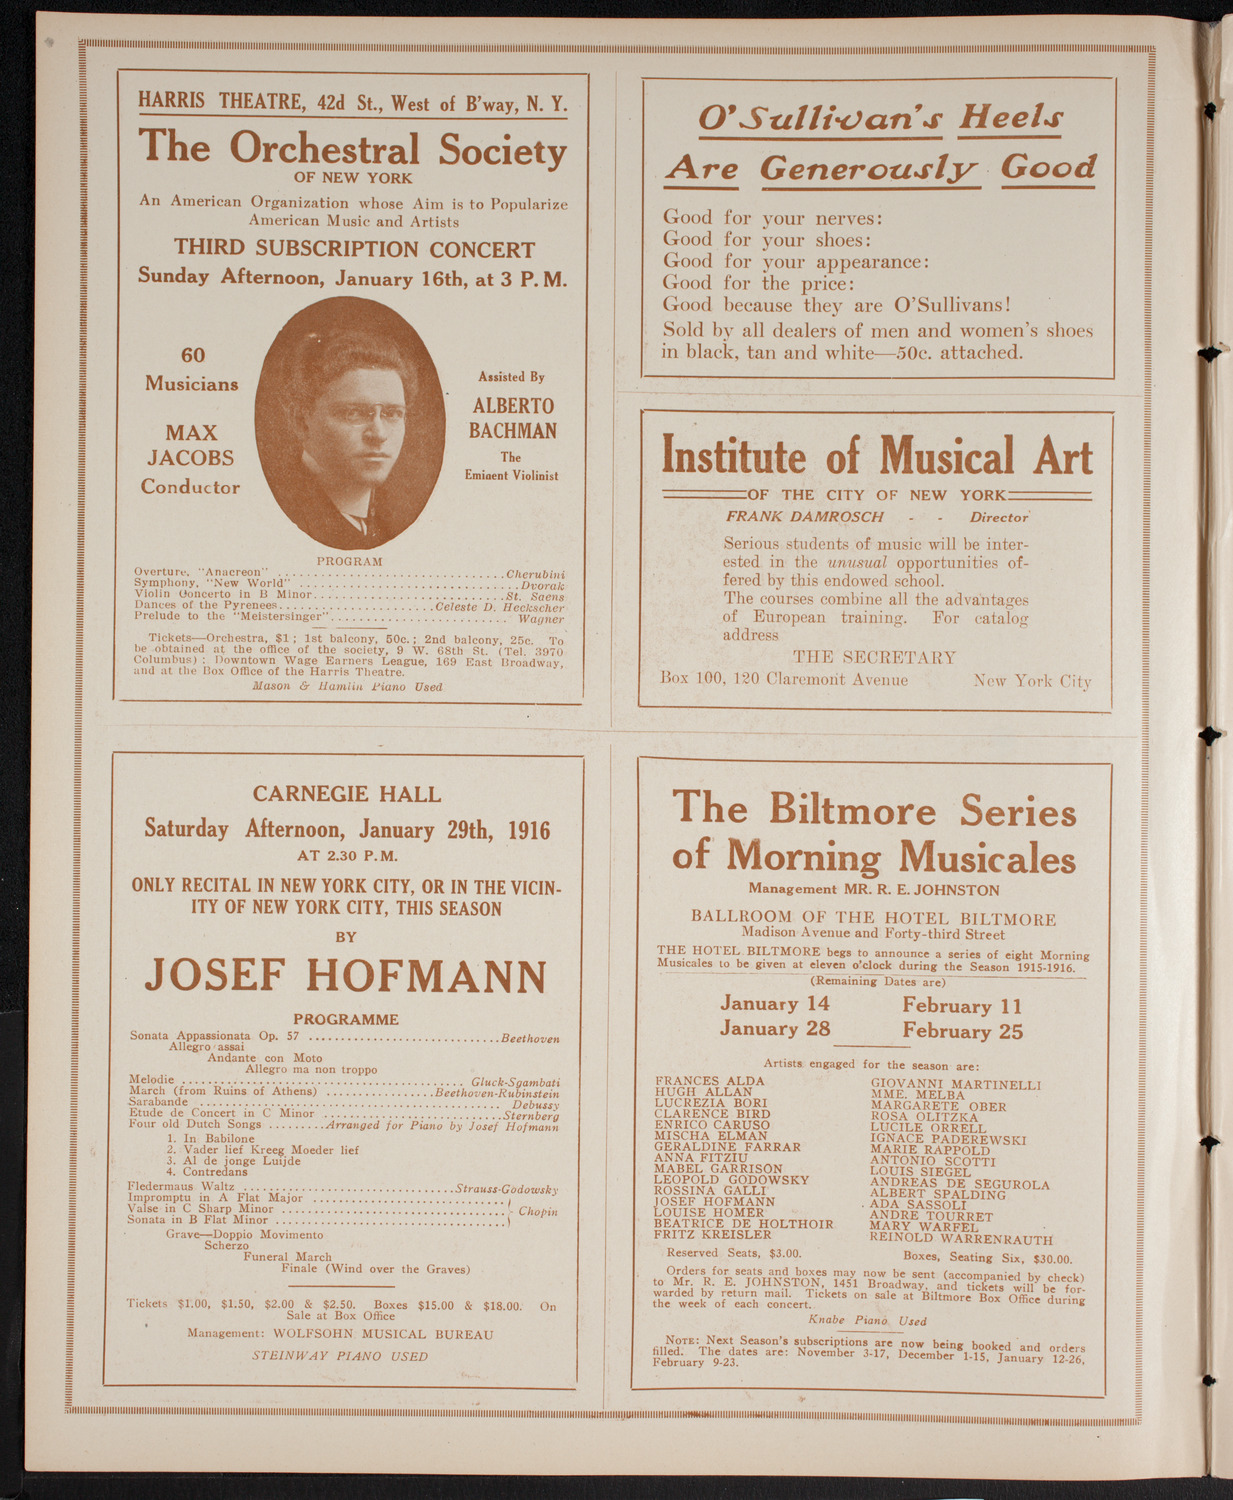 HARRIS THEATRE, 42d St., West of B'way, N. Y.
The Orchestral Society
OF NEW YORK
An American Organization whose Aim is to Popularize
American Music and Artists
THIRD SUBSCRIPTION CONCERT
Sunday Afternoon, January 16th, at 3 P. M.
60
Musicians
MAX
JACOBS
Conductor
Assisted By
ALBERTO
BACHMAN
The
Eminent Violinist
PROGRAM
Overture, "Anacreon" ..............................Cherubini
Symphony, "New World" ..............................Dvorak
Violin Concerto in B Minor..............................St. Saens
Dances of the Pyrenees......................Celeste D. Heckscher
Prelude to the "Meistersinger"..........................Wagner
Tickets—Orchestra, $1; 1st balcony, 50c.; 2nd balcony, 25c. To
be obtained at the office of the society, 9 W. 68th St. (Tel. 3970
Columbus); Downtown Wage Earners League, 169 East Broadway,
and at the Box Office of the Harris Theatre.
Mason & Hamlin Piano Used
O'Sullivan's Heels
Are Generously Good
Good for your nerves:
Good for your shoes:
Good for your appearance:
Good for the price:
Good because they are O'Sullivans!
Sold by all dealers of men and women's shoes
in black, tan and white—50c. attached.
Institute of Musical Art
OF THE CITY OF NEW YORK
FRANK DAMROSCH - - Director
Serious students of music will be inter-
ested in the unusual opportunities of-
fered by this endowed school.
The courses combine all the advantages
of European training. For catalog
address
THE SECRETARY
Box 100, 120 Claremont Avenue New York City
CARNEGIE HALL
Saturday Afternoon, January 29th, 1916
AT 2.30 P.M.
ONLY RECITAL IN NEW YORK CITY, OR IN THE VICIN-
ITY OF NEW YORK CITY, THIS SEASON
BY
JOSEF HOFMANN
PROGRAMME
Sonata Appassionata Op. 57 ............................Beethoven
Allegro assai
Andante con Moto
Allegro ma non troppo
Melodie ........................................ Gluck-Sgambati
March (from Ruins of Athens) ................Beethoven-Rubinstein
Sarabande ............................................ Debussy
Etude de Concert in C Minor ..........................Sternberg
Four old Dutch Songs .........Arranged for Piano by Josef Hofmann
1. In Babilone
2. Vader lief Kreeg Moeder lief
3. Al de jonge Luijde
4. Contredans
Fledermaus Waltz ..............................Strauss-Godowsky
Impromptu in A Flat Major ............................
Valse in C Sharp Minor ................................ Chopin
Sonata in B Flat Minor .................................
Grave—Doppio Movimento
Scherzo
Funeral March
Finale (Wind over the Graves)
Tickets $1.00, $1.50, $2.00 & $2.50. Boxes $15.00 & $18.00. On
Sale at Box Office
Management: WOLFSOHN MUSICAL BUREAU
STEINWAY PIANO USED
The Biltmore Series
of Morning Musicales
Management MR. R. E. JOHNSTON
BALLROOM OF THE HOTEL BILTMORE
Madison Avenue and Forty-third Street
THE HOTEL BILTMORE begs to announce a series of eight Morning
Musicales to be given at eleven o'clock during the Season 1915-1916.
(Remaining Dates are)
January 14 February 11
January 28 February 25
Artists engaged for the season are:
FRANCES ALDA
HUGH ALLAN
LUCREZIA BORI
CLARENCE BIRD
ENRICO CARUSO
MISCHA ELMAN
GERALDINE FARRAR
ANNA FITZIU
MABEL GARRISON
LEOPOLD GODOWSKY
ROSSINA GALLI
JOSEF HOFMANN
LOUISE HOMER
BEATRICE DE HOLTHOIR
FRITZ KREISLER
GIOVANNI MARTINELLI
MME. MELBA
MARGARETE OBER
ROSA OLITZKA
LUCILE ORRELL
IGNACE PADEREWSKI
MARIE RAPPOLD
ANTONIO SCOTTI
LOUIS SIEGEL
ANDREAS DE SEGUROLA
ALBERT SPALDING
ADA SASSOLI
ANDRE TOURRET
MARY WARFEL
REINOLD WARRENRAUTH
Reserved Seats, $3.00. Boxes, Seating Six, $30.00.
Orders for seats and boxes may now be sent (accompanied by check)
to Mr. R. E. JOHNSTON, 1451 Broadway, and tickets will be for-
warded by return mail. Tickets on sale at Biltmore Box Office during
the week of each concert.
Knabe Piano Used
NOTE: Next Season's subscriptions are now being booked and orders
filled. The dates are: November 3-17, December 1-15, January 12-26,
February 9-23.